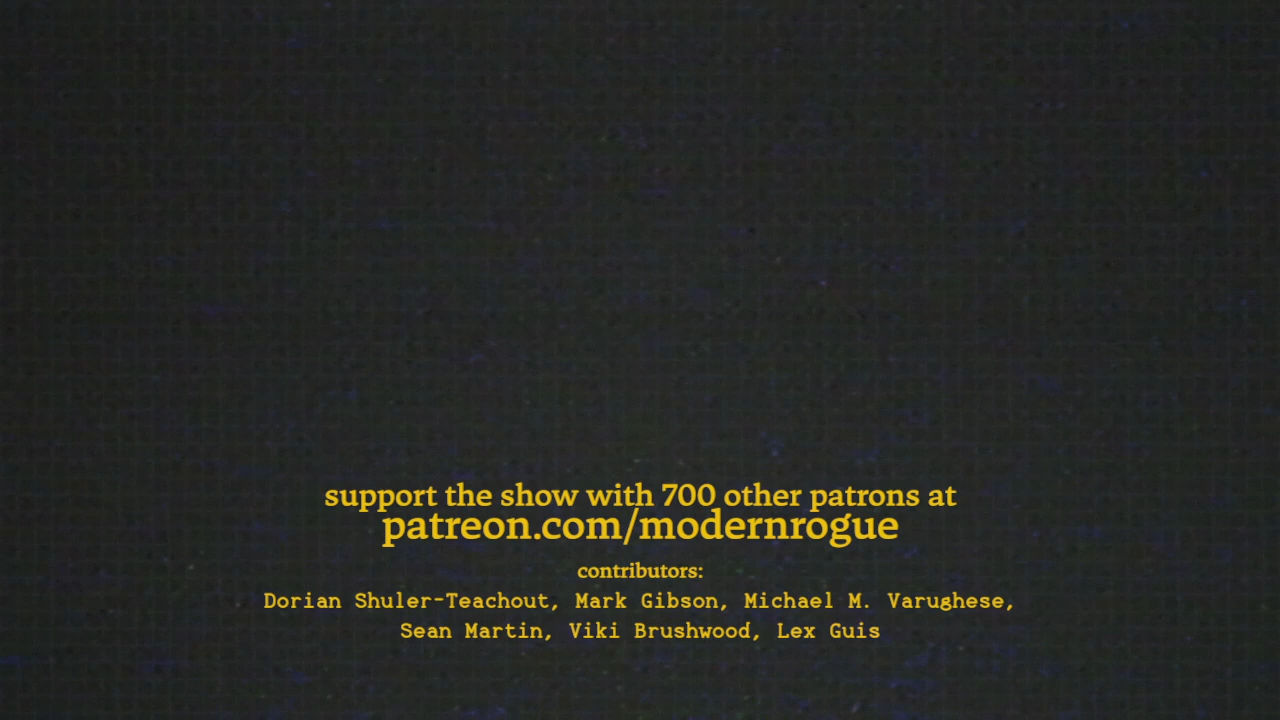 support the show with 700 other patrons at
patreon.com/modernrogue
contributors:
Dorian Shuler-Teachout, Mark Gibson, Michael M. Varughese,
Sean Martin, Viki Brushwood, Lex Guis